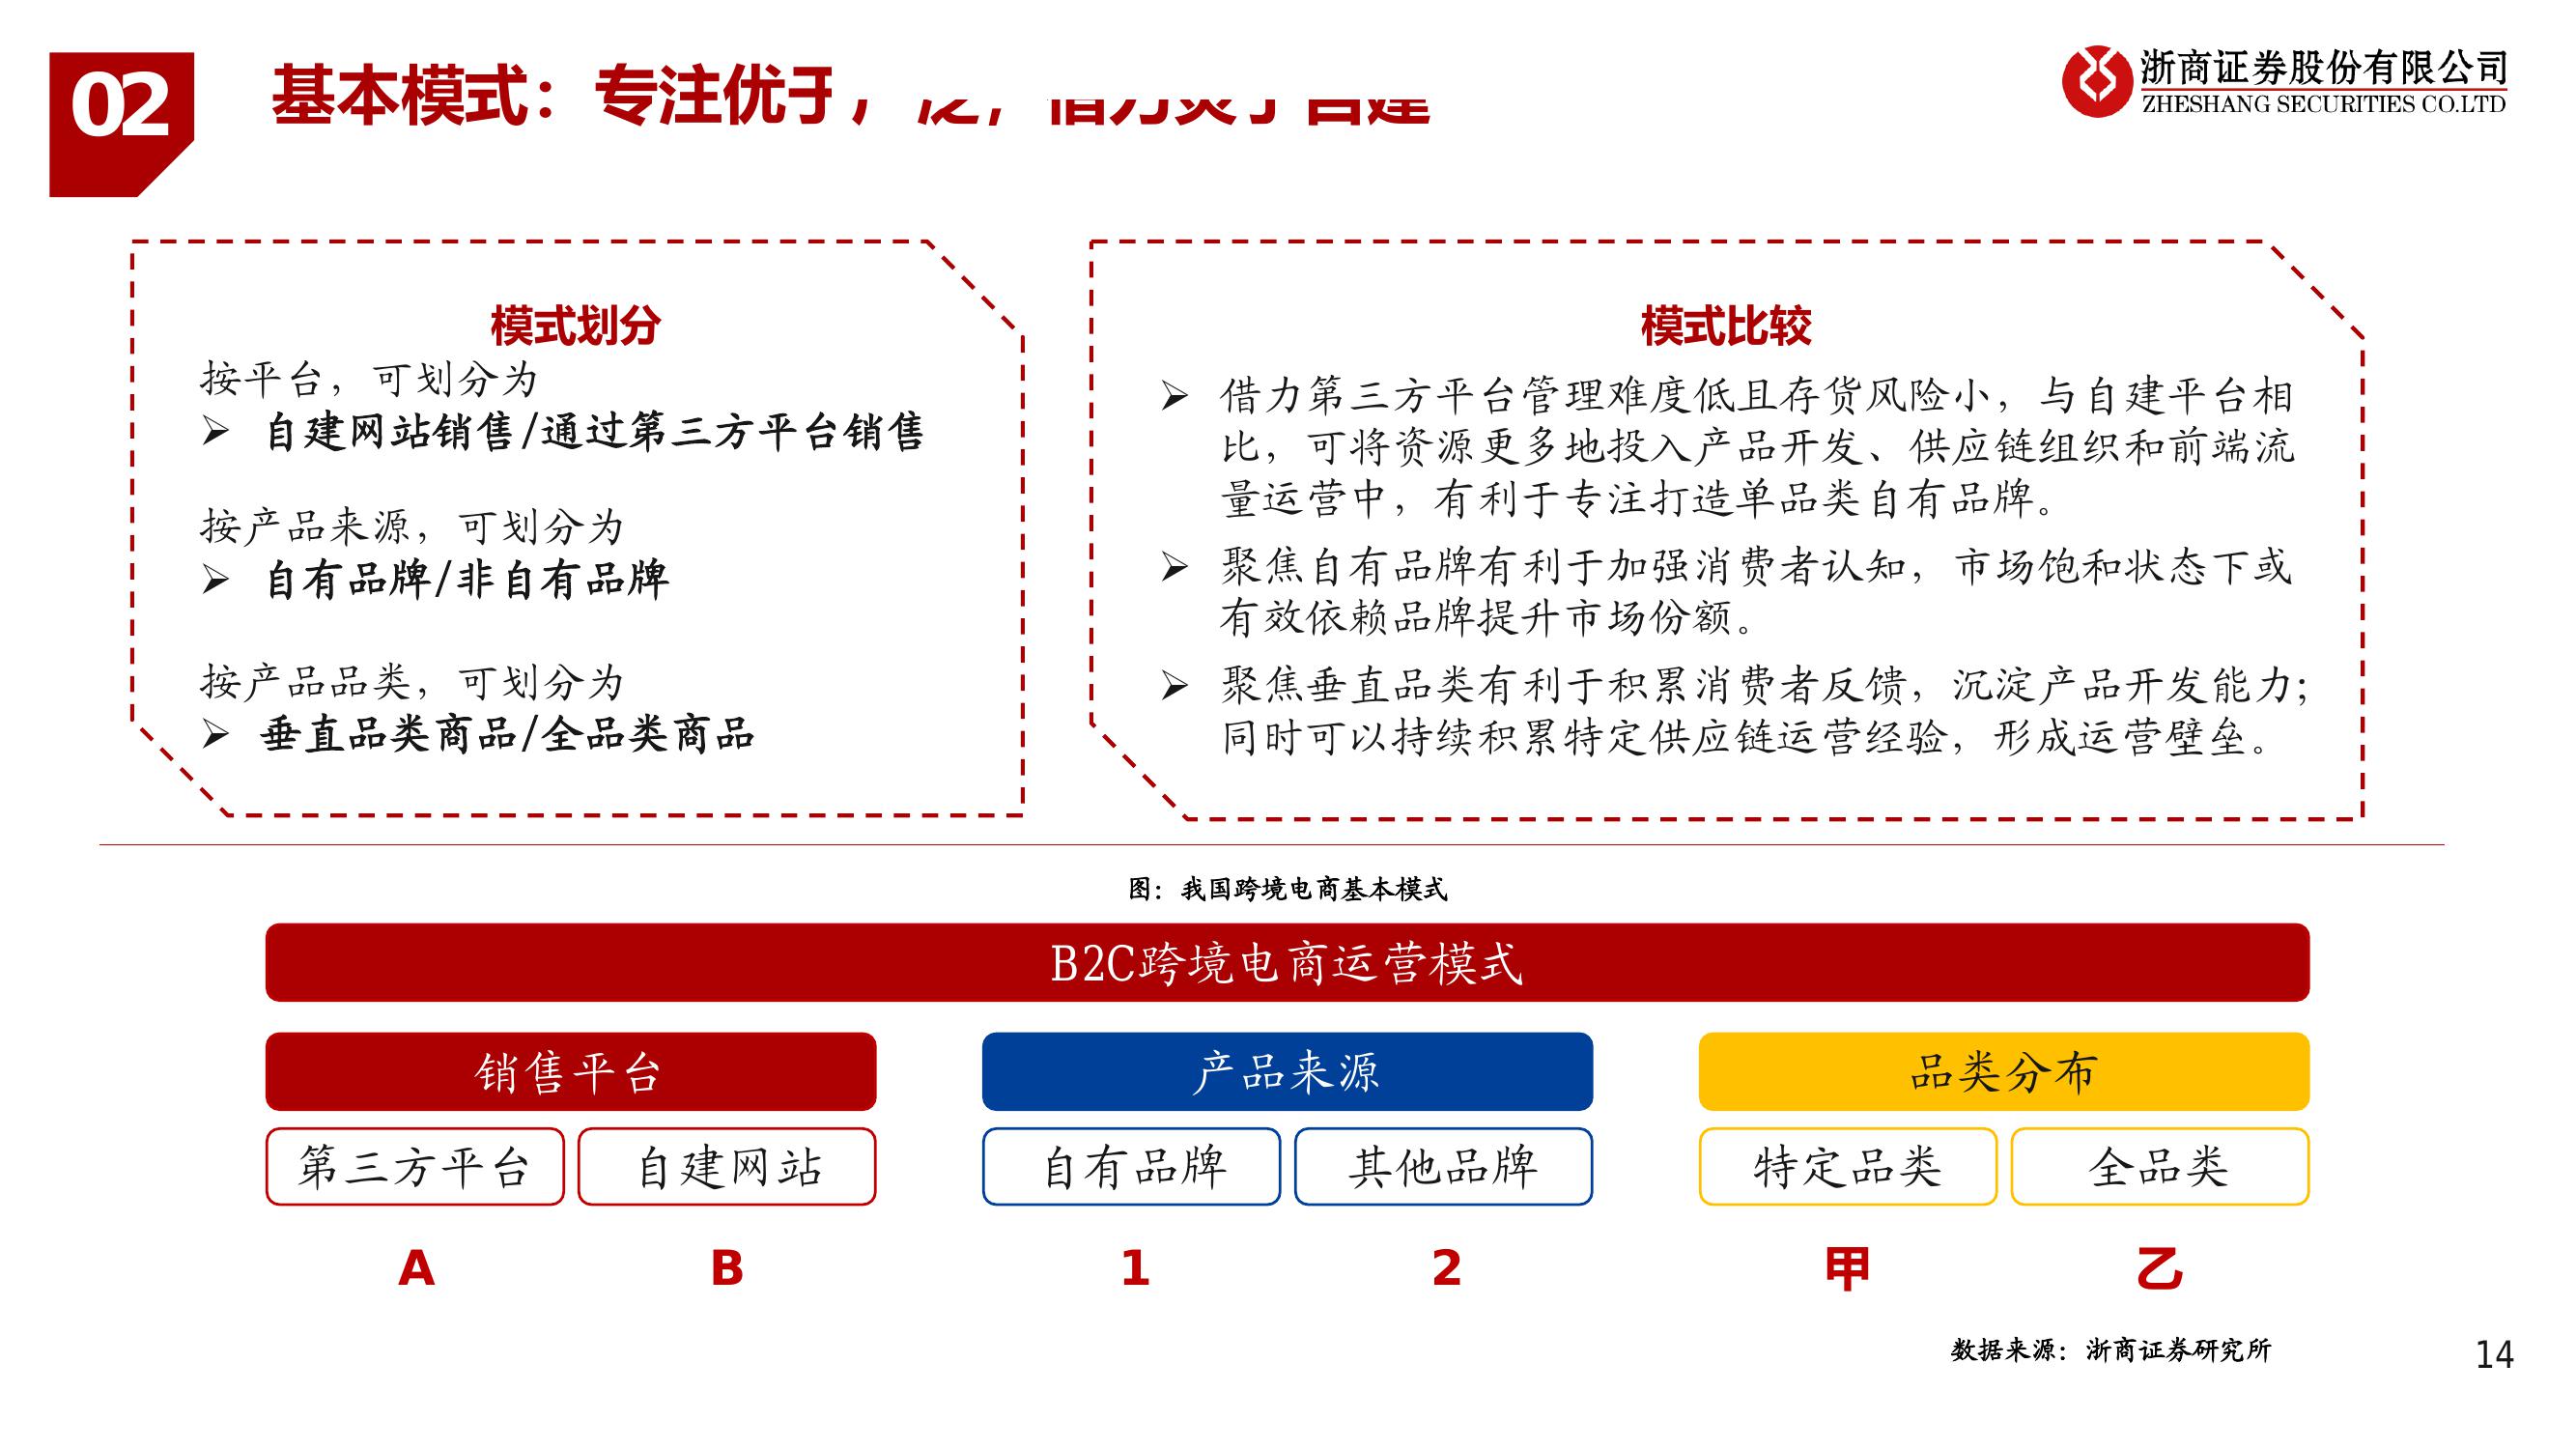 02
基本模式：专注优于
浙商证券股份有限公司
ZHESHANG SECURITIES CO.LTD
模式划分
按平台，可划分为
➢ 自建网站销售/通过第三方平台销售
按产品来源，可划分为
➢ 自有品牌/非自有品牌
按产品品类，可划分为
➢ 垂直品类商品/全品类商品
模式比较
➢ 借力第三方平台管理难度低且存货风险小，与自建平台相
比，可将资源更多地投入产品开发、供应链组织和前端流
量运营中，有利于专注打造单品类自有品牌。
➢ 聚焦自有品牌有利于加强消费者认知，市场饱和状态下或
有效依赖品牌提升市场份额。
➢ 聚焦垂直品类有利于积累消费者反馈，沉淀产品开发能力；
同时可以持续积累特定供应链运营经验，形成运营壁垒。
图：我国跨境电商基本模式
B2C跨境电商运营模式
销售平台 产品来源 品类分布
第三方平台 自建网站 自有品牌 其他品牌 特定品类 全品类
A B 1 2 甲 乙
数据来源：浙商证券研究所
14